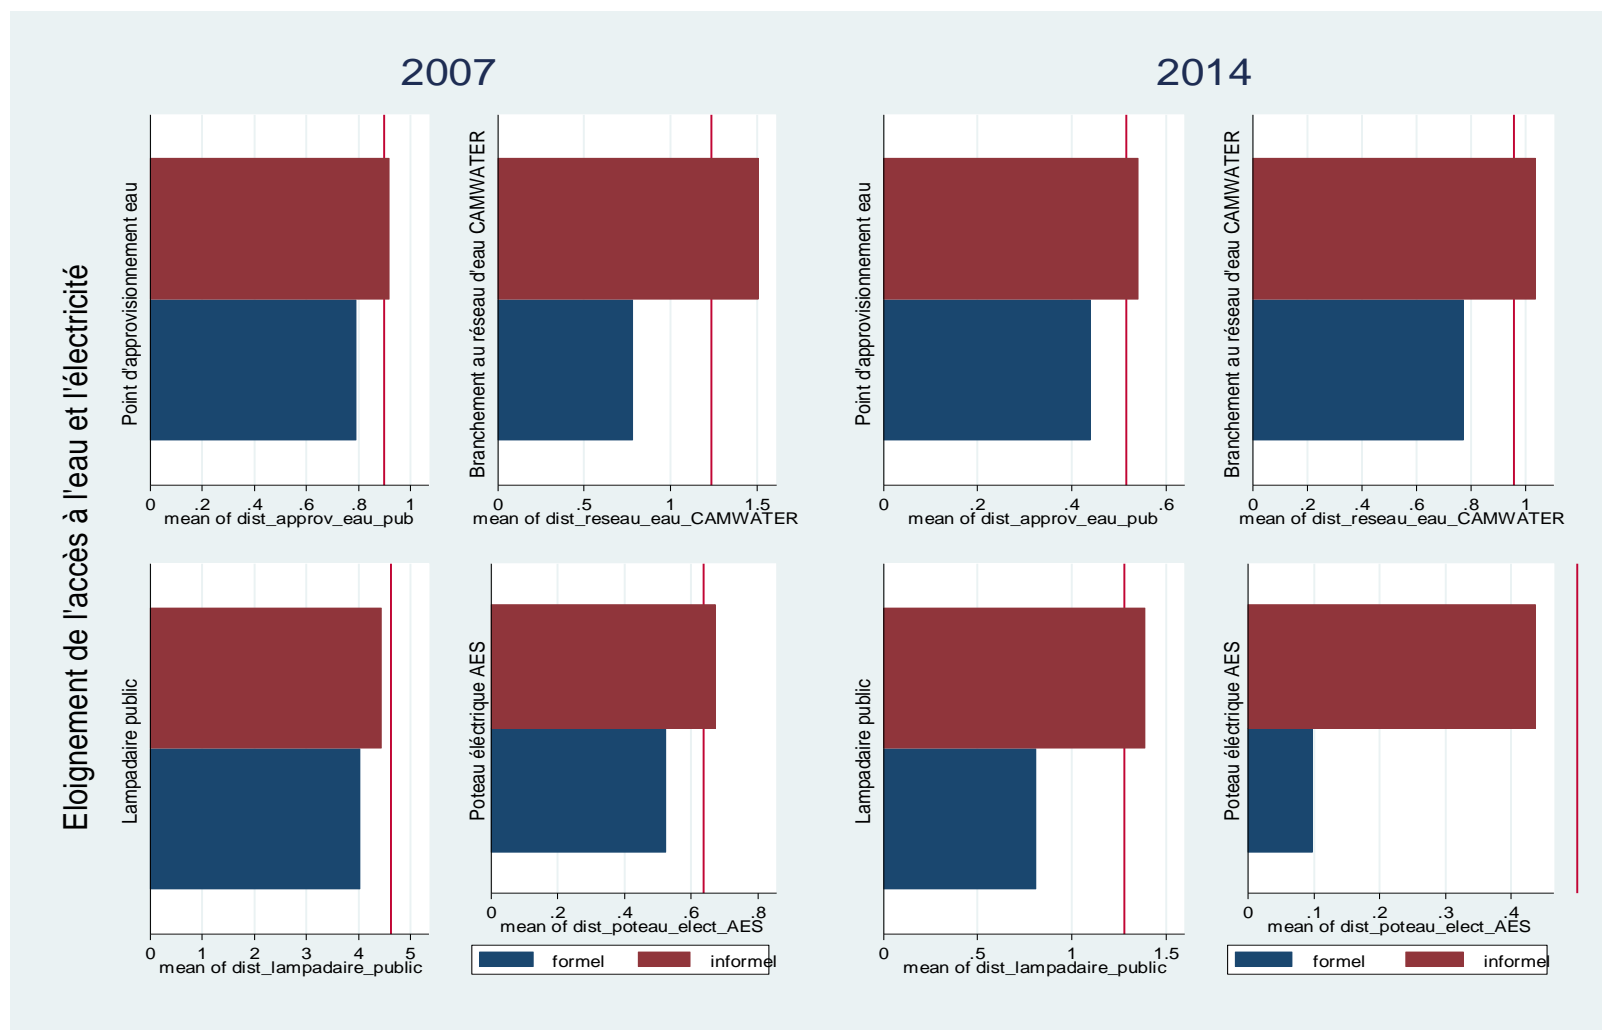 2007
2014
Eloignement de l'accès à l'eau et l'électricité
Point d'approvisionnement eau
0 .2 .4 .6 .8 1
mean of dist_approv_eau_pub
Branchement au réseau d'eau CAMWATER
0 .5 1 1.5
mean of dist_reseau_eau_CAMWATER
Point d'approvisionnement eau
0 .2 .4 .6
mean of dist_approv_eau_pub
Branchement au réseau d'eau CAMWATER
0 .2 .4 .6 .8 1
mean of dist_reseau_eau_CAMWATER
Lampadaire public
0 1 2 3 4 5
mean of dist_lampadaire_public
Poteau éléctrique AES
0 .2 .4 .6 .8
mean of dist_poteau_elect_AES
formel informel
Lampadaire public
0 .5 1 1.5
mean of dist_lampadaire_public
Poteau éléctrique AES
0 .1 .2 .3 .4
mean of dist_poteau_elect_AES
formel informel